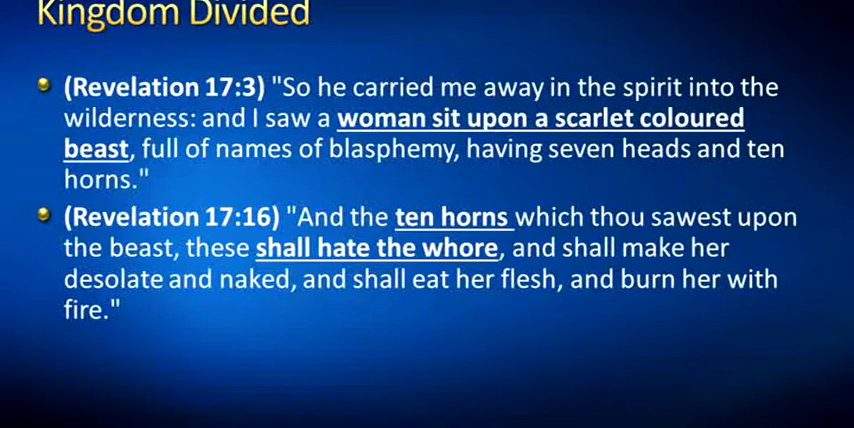 Kingdom Divided
(Revelation 17:3) "So he carried me away in the spirit into the
wilderness: and I saw a woman sit upon a scarlet coloured
beast, full of names of blasphemy, having seven heads and ten
horns."
(Revelation 17:16) "And the ten horns which thou sawest upon
the beast, these shall hate the whore, and shall make her
desolate and naked, and shall eat her flesh, and burn her with
fire."